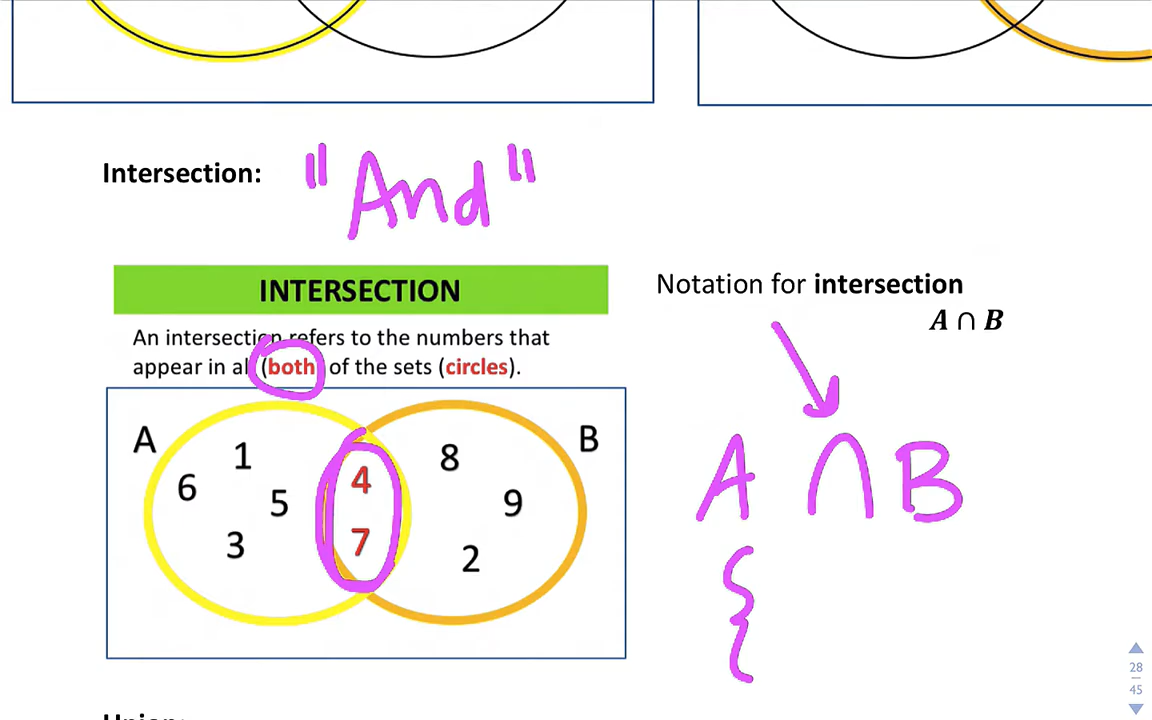 Intersection: "And"
INTERSECTION
An intersection refers to the numbers that
appear in all (both) of the sets (circles).
Notation for intersection
A ∩ B
A B
1
6
5
3
4
7
8
9
2
A ∩ B
{
28
45